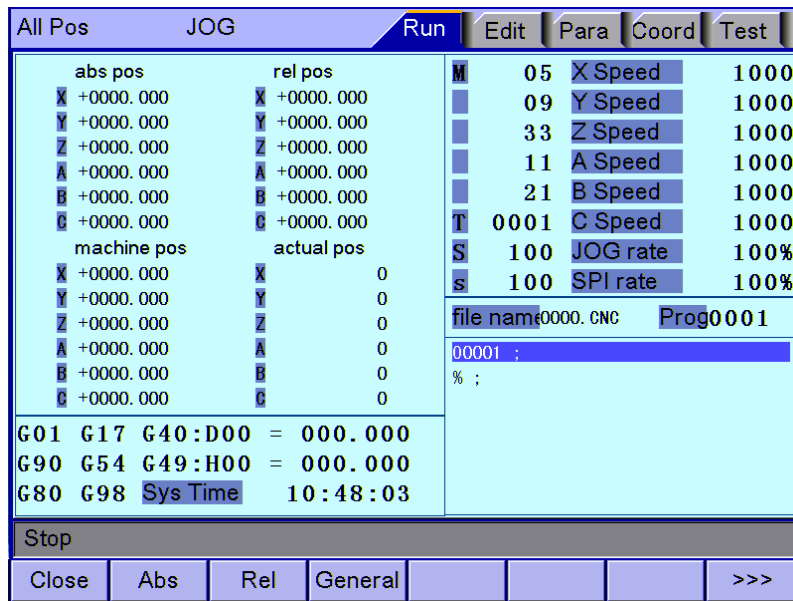 All Pos JOG Run Edit Para Coord Test
abs pos rel pos
X +0000.000 X +0000.000
Y +0000.000 Y +0000.000
Z +0000.000 Z +0000.000
A +0000.000 A +0000.000
B +0000.000 B +0000.000
C +0000.000 C +0000.000
machine pos actual pos
X +0000.000 X 0
Y +0000.000 Y 0
Z +0000.000 Z 0
A +0000.000 A 0
B +0000.000 B 0
C +0000.000 C 0
G01 G17 G40:D00 = 000.000
G90 G54 G49:H00 = 000.000
G80 G98 Sys Time 10:48:03
M 05 X Speed 1000
09 Y Speed 1000
33 Z Speed 1000
11 A Speed 1000
21 B Speed 1000
T 0001 C Speed 1000
S 100 JOG rate 100%
s 100 SPI rate 100%
file name0000.CNC Prog0001
O0001 ;
% ;
Stop
Close Abs Rel General >>>